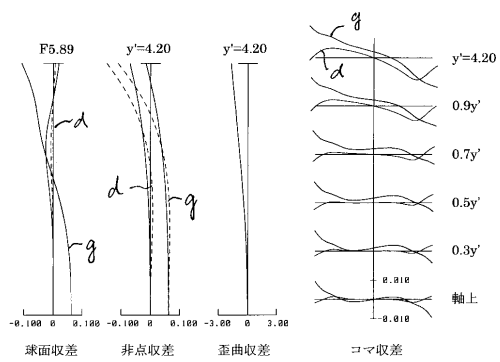 F5.89 y'=4.20 y'=4.20
g
d
y'=4.20
0.9y'
d
0.7y'
d g
0.5y'
g
0.3y'
0.010
軸上
-0.010
-0.100 0 0.100 -0.100 0 0.100 -3.00 0 3.00
球面収差 非点収差 歪曲収差 コマ収差